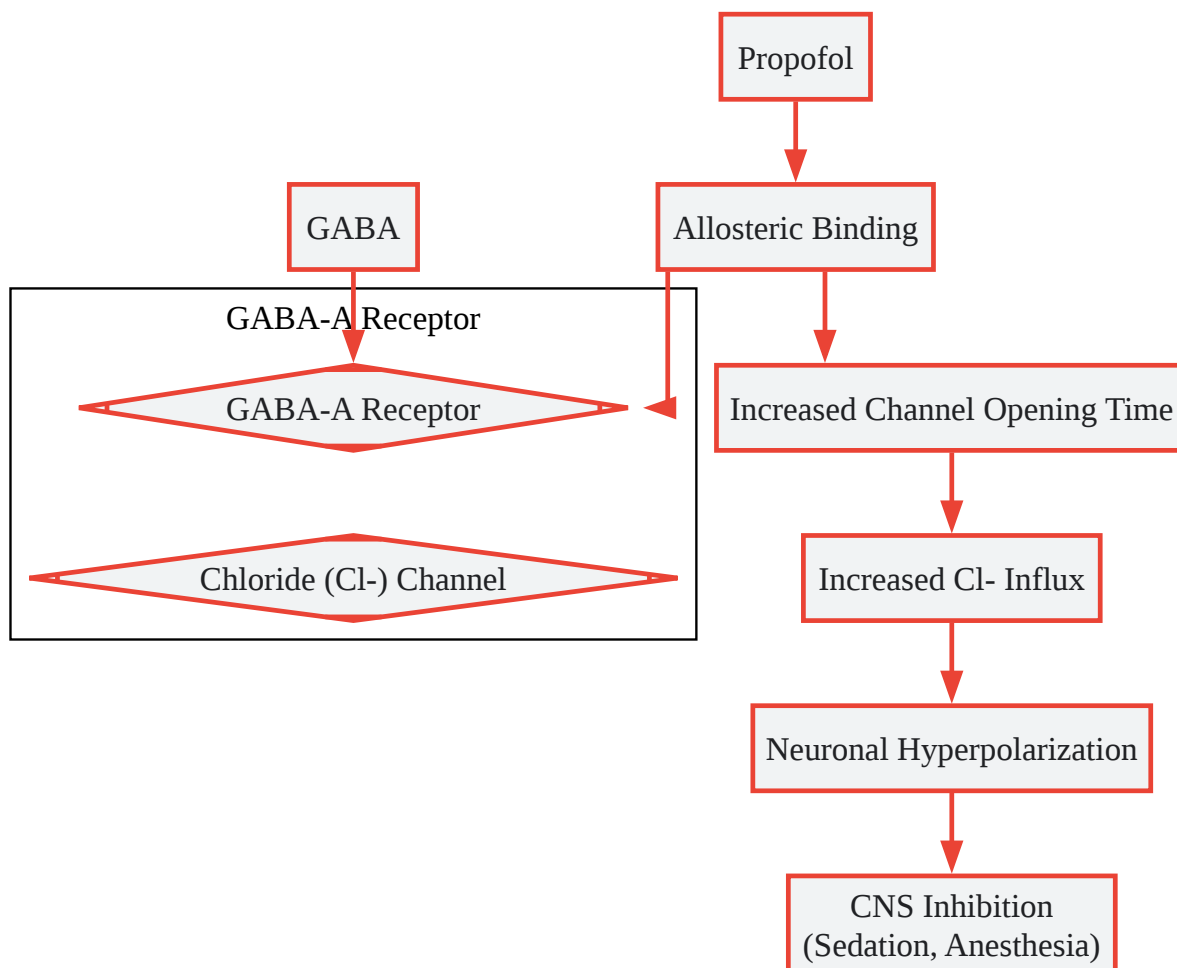 Propofol
GABA
Allosteric Binding
GABA-A Receptor
GABA-A Receptor
Increased Channel Opening Time
Chloride (Cl-) Channel
Increased Cl- Influx
Neuronal Hyperpolarization
CNS Inhibition
(Sedation, Anesthesia)